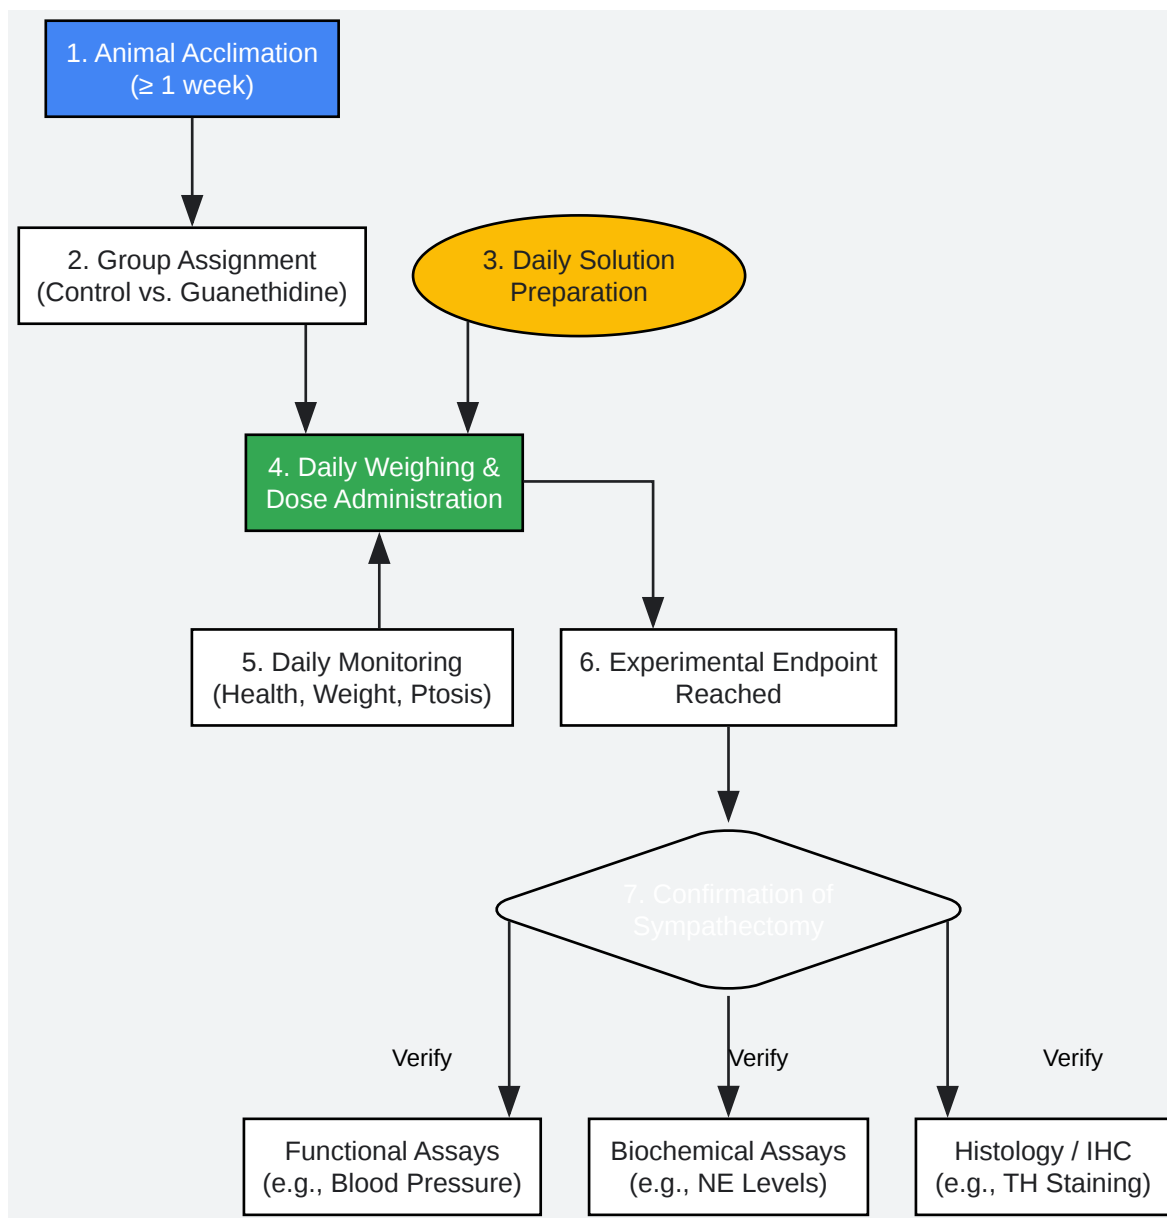 1. Animal Acclimation
(≥ 1 week)
2. Group Assignment
(Control vs. Guanethidine)
3. Daily Solution
Preparation
4. Daily Weighing &
Dose Administration
5. Daily Monitoring
(Health, Weight, Ptosis)
6. Experimental Endpoint
Reached
7. Confirmation of
Sympathectomy
Verify
Verify
Verify
Functional Assays
(e.g., Blood Pressure)
Biochemical Assays
(e.g., NE Levels)
Histology / IHC
(e.g., TH Staining)